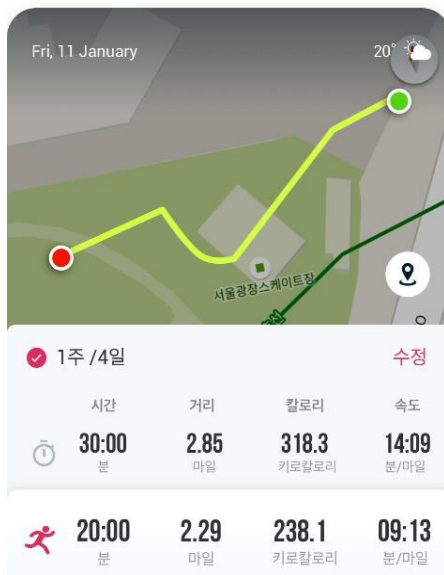 Fri, 11 January
20°
서울광장스케이트장
1주 /4일
수정
시간 거리 칼로리 속도
30:00 2.85 318.3 14:09
분 마일 키로칼로리 분/마일
20:00 2.29 238.1 09:13
분 마일 키로칼로리 분/마일